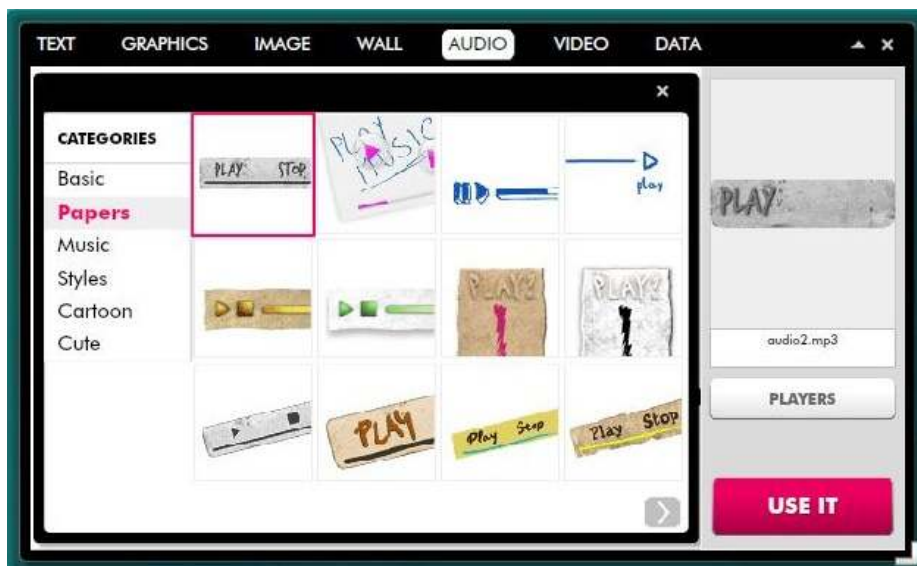 TEXT GRAPHICS IMAGE WALL AUDIO VIDEO DATA
CATEGORIES
Basic
Papers
Music
Styles
Cartoon
Cute
PLAY STOP
PLAY MUSIC
play
PLAY
PLAY
PLAY
Play Stop
Play Stop
PLAY
audio2.mp3
PLAYERS
USE IT